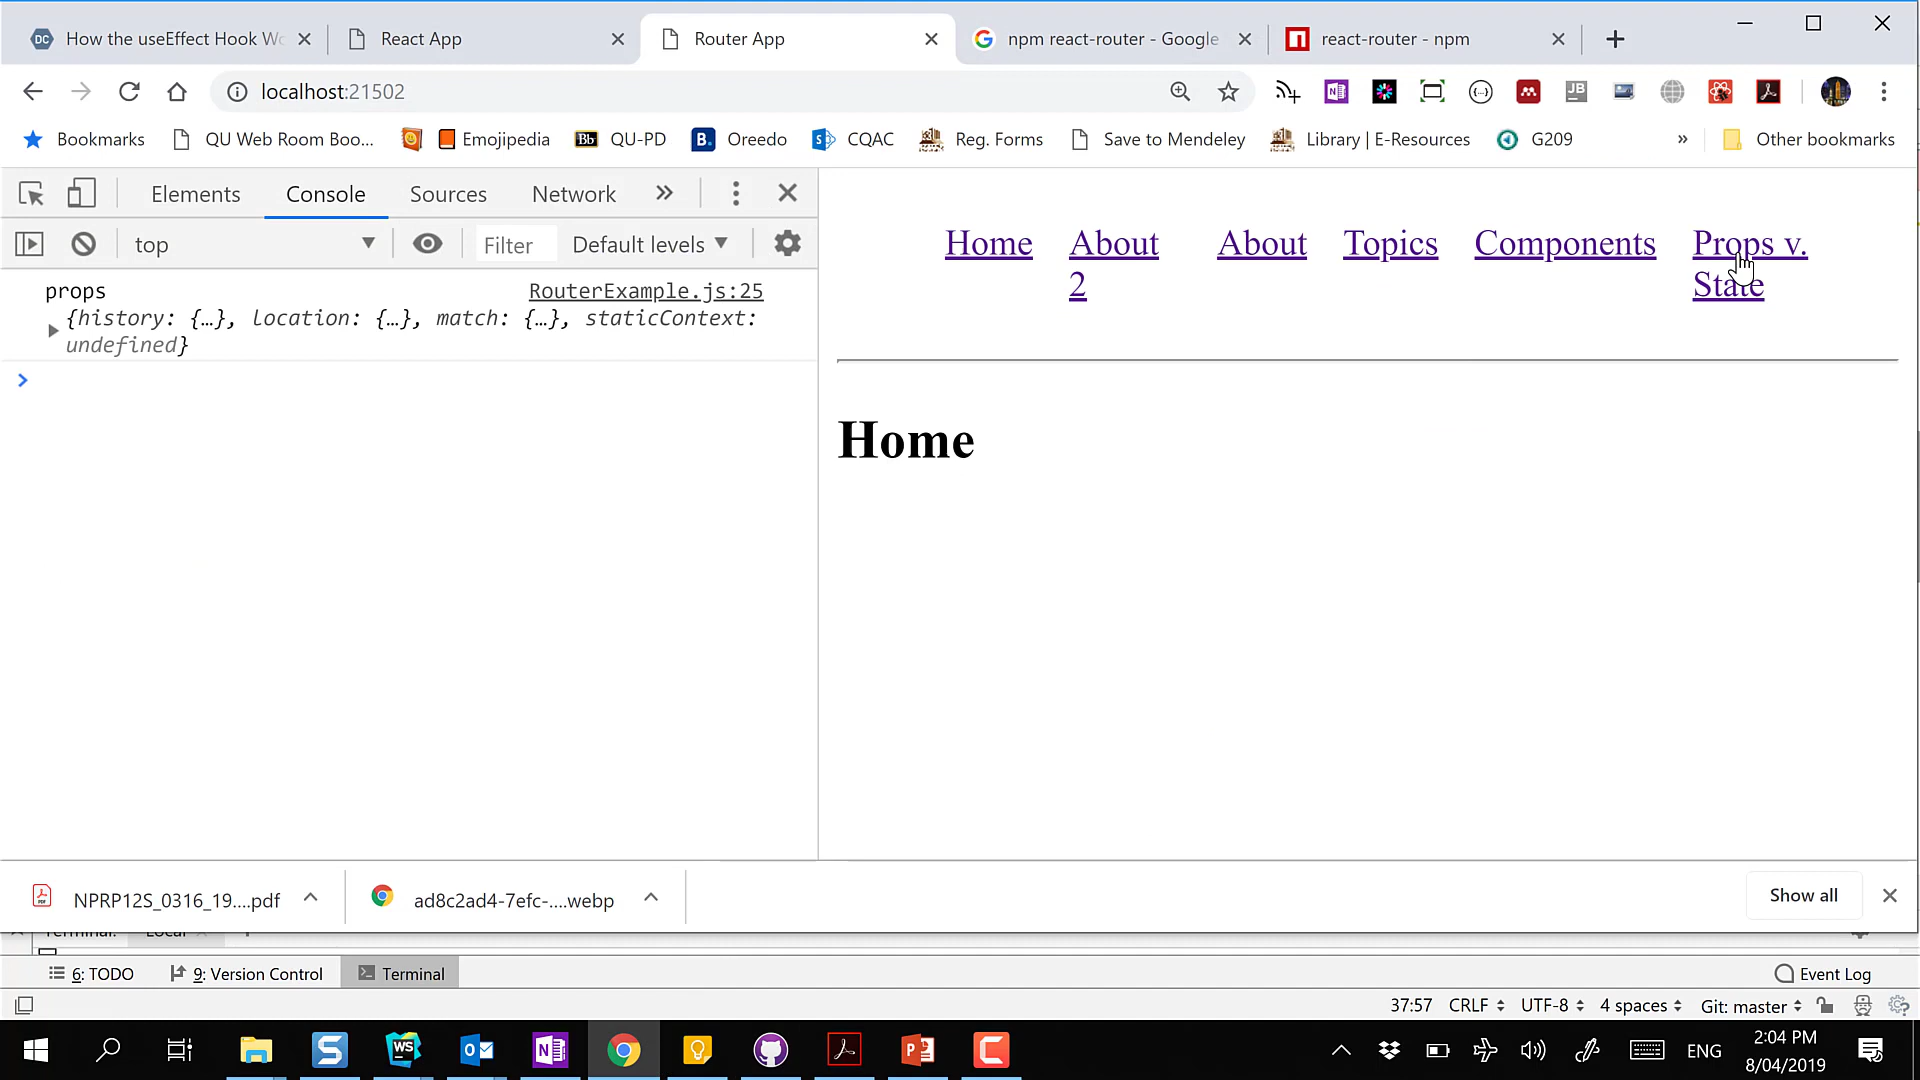 How the useEffect Hook Wo
React App
Router App
npm react-router - Google
react-router - npm
localhost:21502
Bookmarks
QU Web Room Boo...
Emojipedia
QU-PD
Oreedo
CQAC
Reg. Forms
Save to Mendeley
Library | E-Resources
G209
»
Other bookmarks
Elements
Console
Sources
Network
»
top
Filter
Default levels
props
RouterExample.js:25
{history: {…}, location: {…}, match: {…}, staticContext:
undefined}
Home
About
2
About
Topics
Components
Props v.
State
Home
NPRP12S_0316_19....pdf
ad8c2ad4-7efc-....webp
Show all
Terminal:
Local
6: TODO
9: Version Control
Terminal
Event Log
37:57
CRLF
UTF-8
4 spaces
Git: master
ENG
2:04 PM
8/04/2019